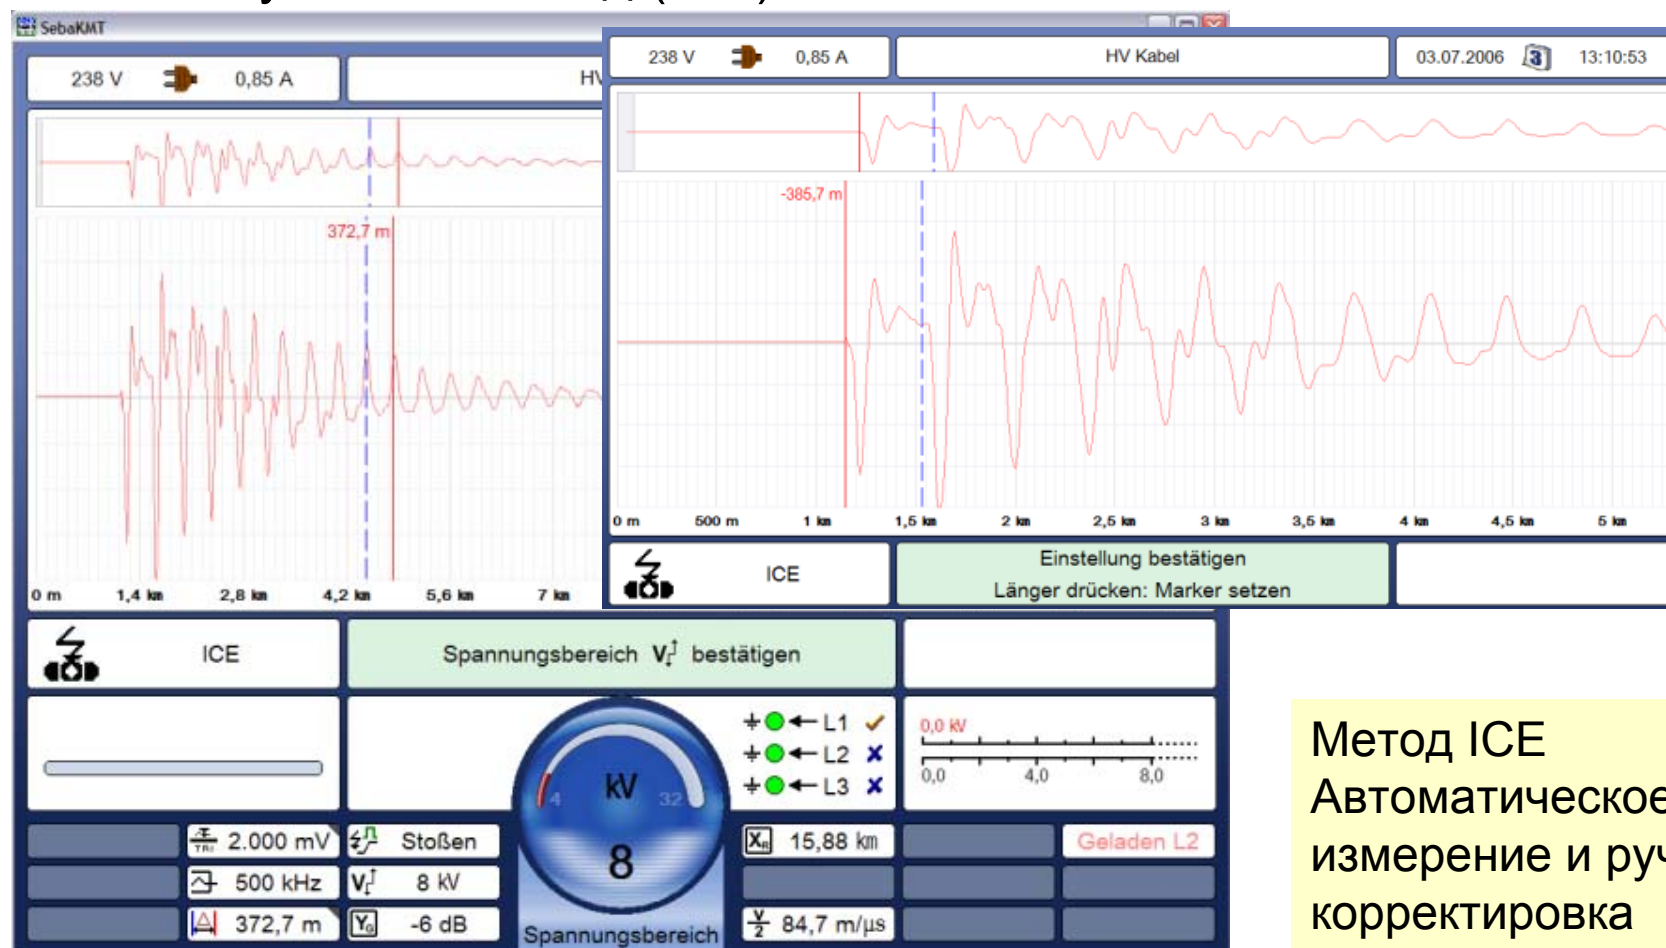 SebaKMT
238 V 0,85 A HV
372,7 m
0 m 1,4 km 2,8 km 4,2 km 5,6 km 7 km
238 V 0,85 A HV Kabel 03.07.2006 3 13:10:53
-385,7 m
0 m 500 m 1 km 1,5 km 2 km 2,5 km 3 km 3,5 km 4 km 4,5 km 5 km
ICE Einstellung bestätigen
Länger drücken: Marker setzen
ICE Spannungsbereich V bestätigen
L1
L2
L3
0,0 kV
0,0 4,0 8,0
kV
4 32
8
Spannungsbereich
TRI 2.000 mV Stoßen XR 15,88 km Geladen L2
500 kHz V 8 kV
372,7 m YG -6 dB V/2 84,7 m/µs
Метод ICE
Автоматическое
измерение и руч
корректировка